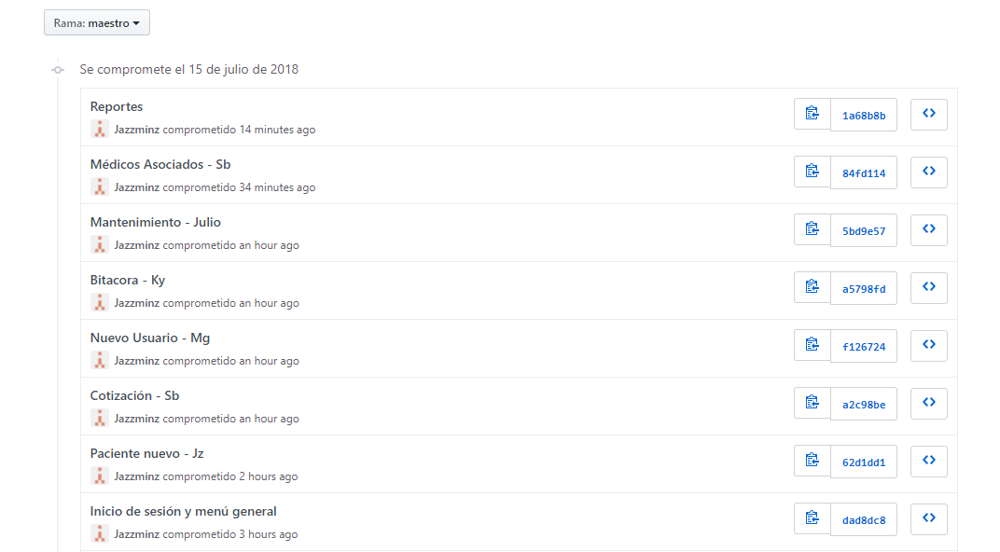 Rama: maestro
Se compromete el 15 de julio de 2018
Reportes
Jazzminz comprometido 14 minutes ago
1a68b8b
Médicos Asociados - Sb
Jazzminz comprometido 34 minutes ago
84fd114
Mantenimiento - Julio
Jazzminz comprometido an hour ago
5bd9e57
Bitacora - Ky
Jazzminz comprometido an hour ago
a5798fd
Nuevo Usuario - Mg
Jazzminz comprometido an hour ago
f126724
Cotización - Sb
Jazzminz comprometido an hour ago
a2c98be
Paciente nuevo - Jz
Jazzminz comprometido 2 hours ago
62d1dd1
Inicio de sesión y menú general
Jazzminz comprometido 3 hours ago
dad8dc8